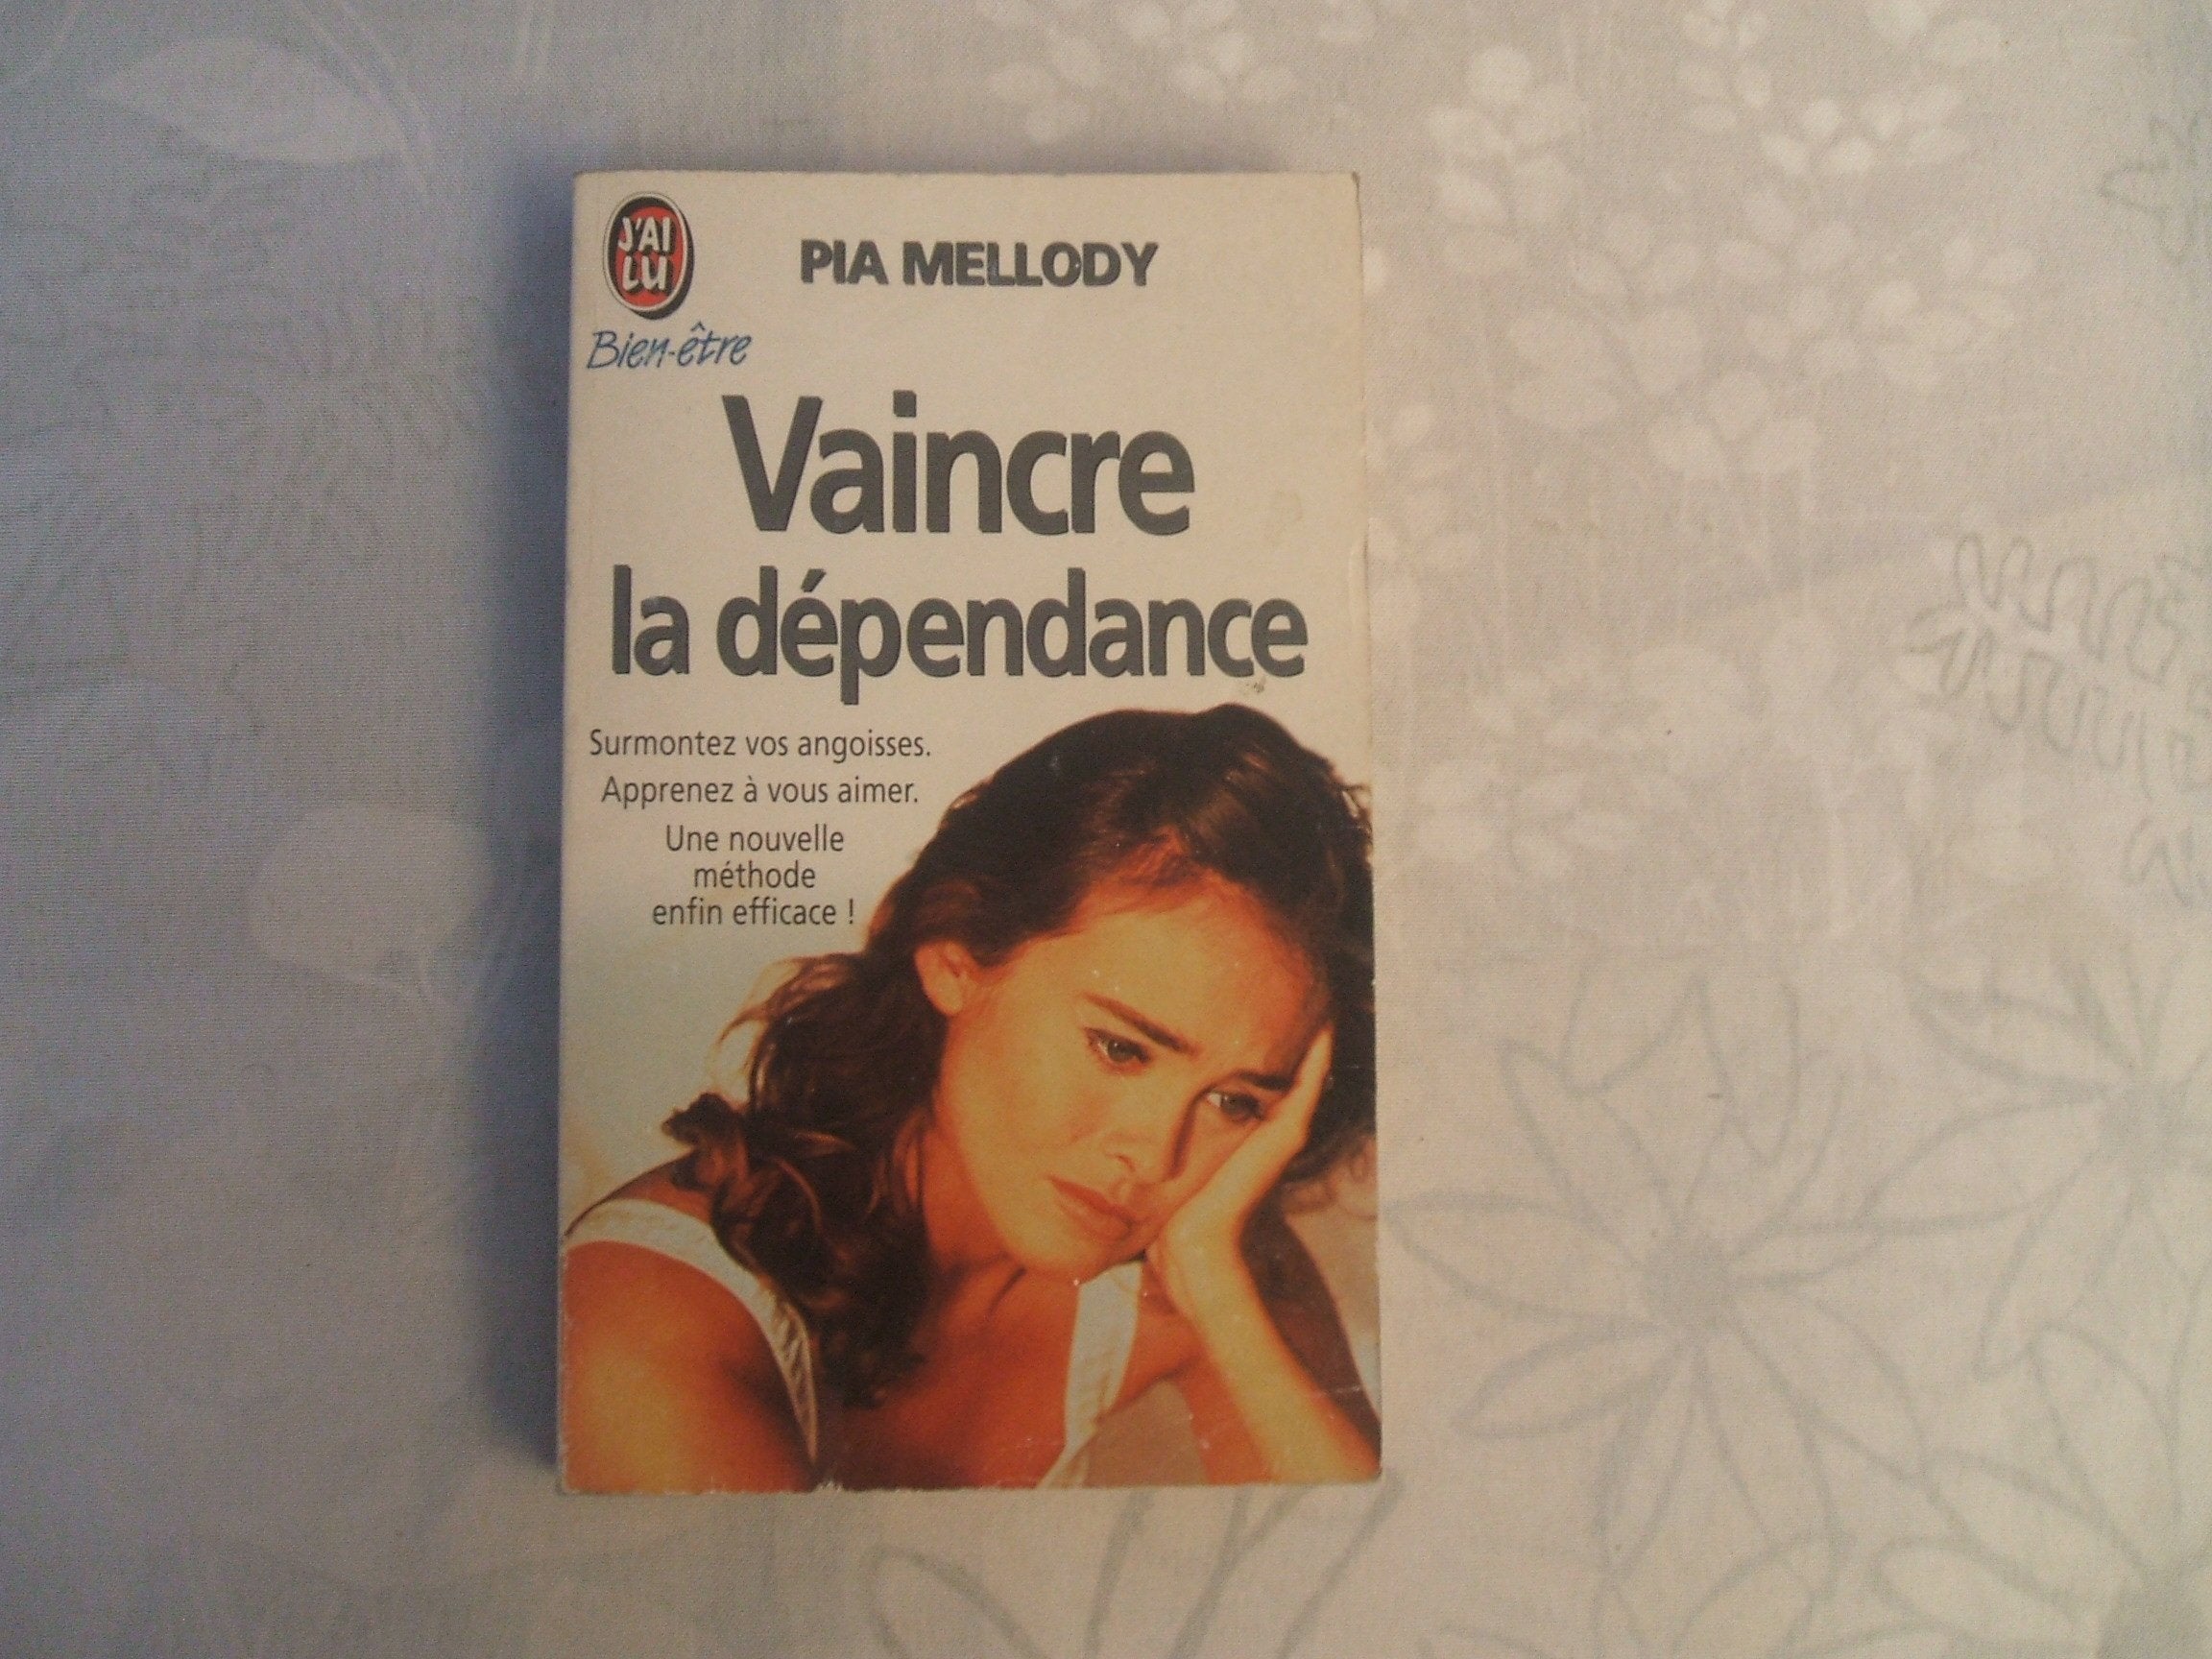 J'AI
LU
PIA MELLODY
Bien-être
Vaincre
la dépendance
Surmontez vos angoisses.
Apprenez à vous aimer.
Une nouvelle
méthode
enfin efficace !